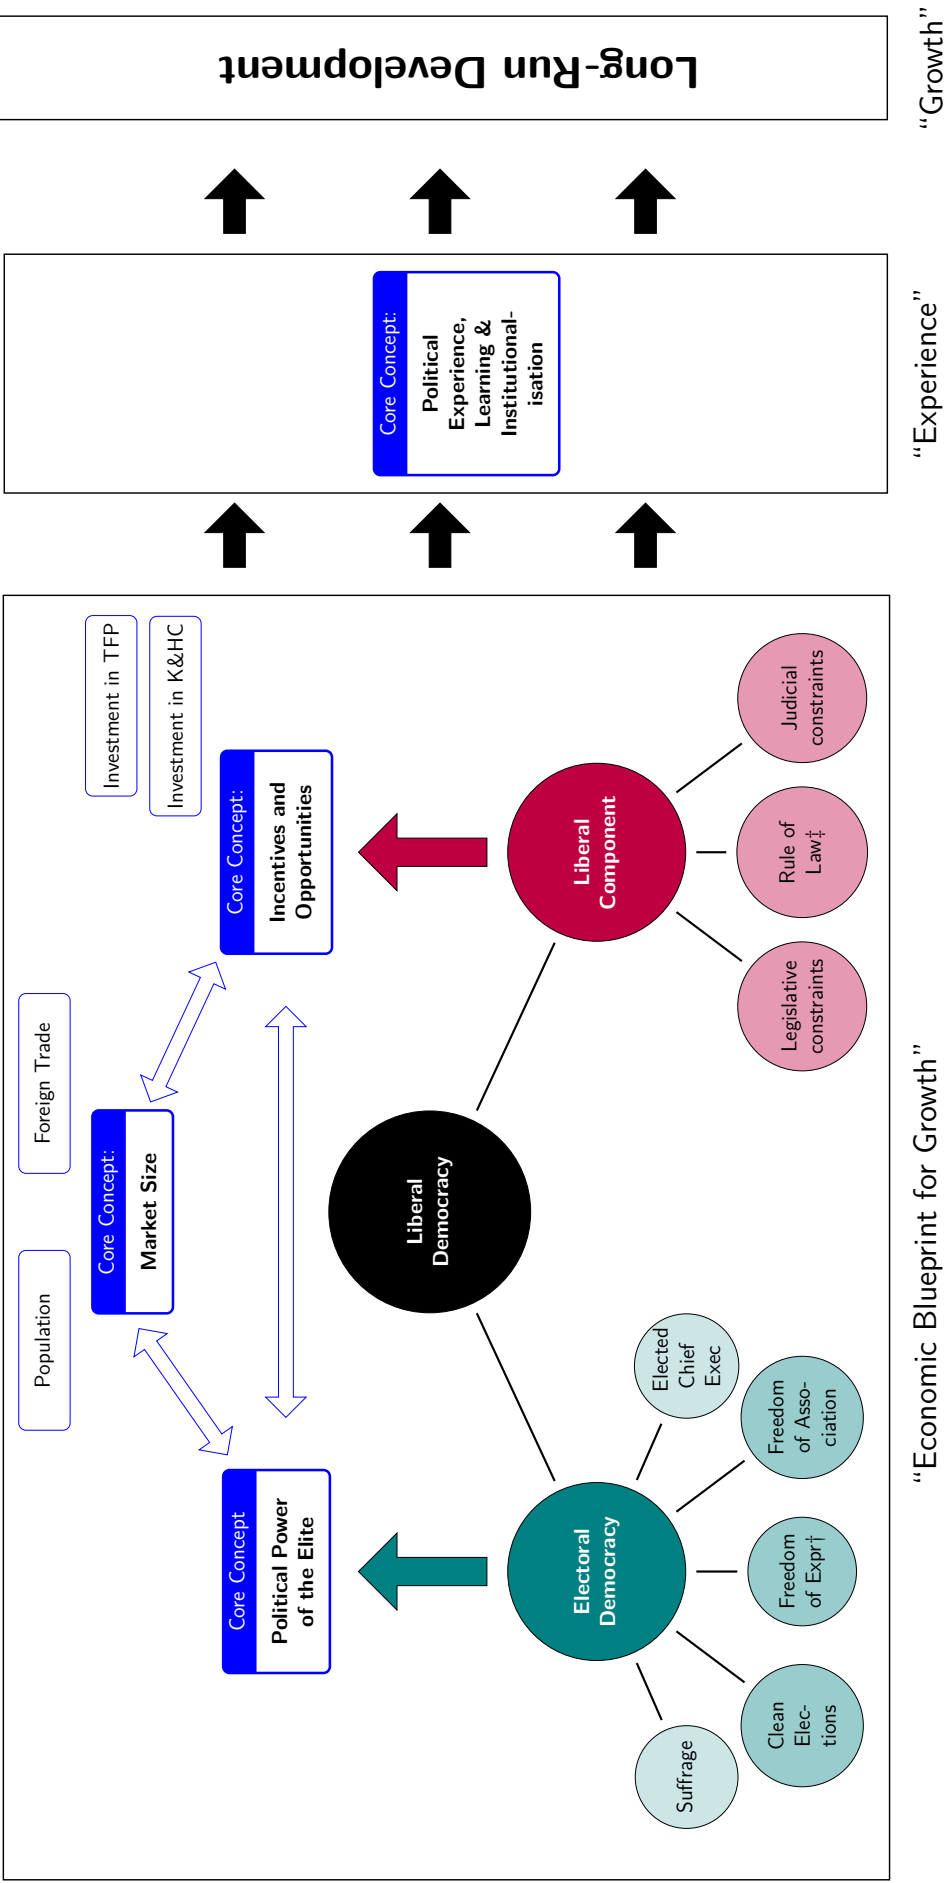 Population
Foreign Trade
Core Concept:
Market Size
Investment in TFP
Investment in K&HC
Core Concept
Political Power
of the Elite
Core Concept:
Incentives and
Opportunities
Liberal
Democracy
Electoral
Democracy
Liberal
Component
Suffrage
Clean
Elec-
tions
Freedom
of Expr†
Freedom
of Asso-
ciation
Elected
Chief
Exec
Legislative
constraints
Rule of
Law‡
Judicial
constraints
“Economic Blueprint for Growth”
Core Concept:
Political
Experience,
Learning &
Institutional-
isation
“Experience”
Long-Run Development
“Growth”